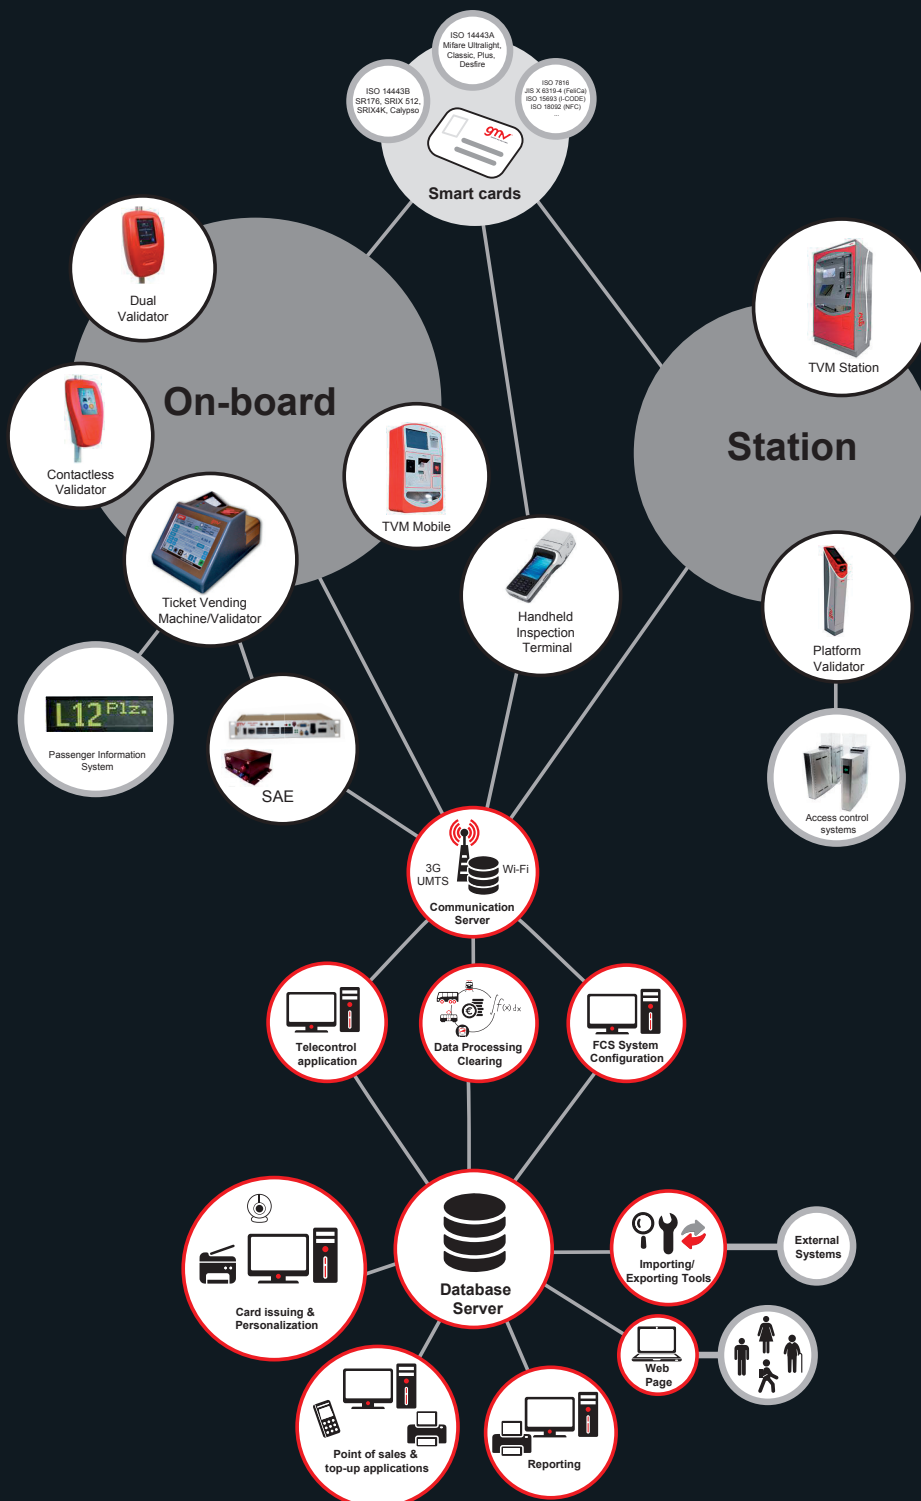 ISO 14443A
Mifare Ultralight,
Classic, Plus,
Desfire
ISO 14443B
SR176, SRIX 512,
SRIX4K, Calypso
ISO 7816
JIS X 6319-4 (FeliCa)
ISO 15693 (I-CODE)
ISO 18092 (NFC)
...
gmv
Smart cards
Dual
Validator
On-board
Contactless
Validator
TVM Mobile
Ticket Vending
Machine/Validator
TVM Station
Station
Handheld
Inspection
Terminal
Platform
Validator
L12 Plz.
Passenger Information
System
SAE
Access control
systems
3G
UMTS
Wi-Fi
Communication
Server
Telecontrol
application
€
∫f(x)dx
Data Processing
Clearing
FCS System
Configuration
Card issuing &
Personalization
Database
Server
Importing/
Exporting Tools
External
Systems
Web
Page
Point of sales &
top-up applications
Reporting